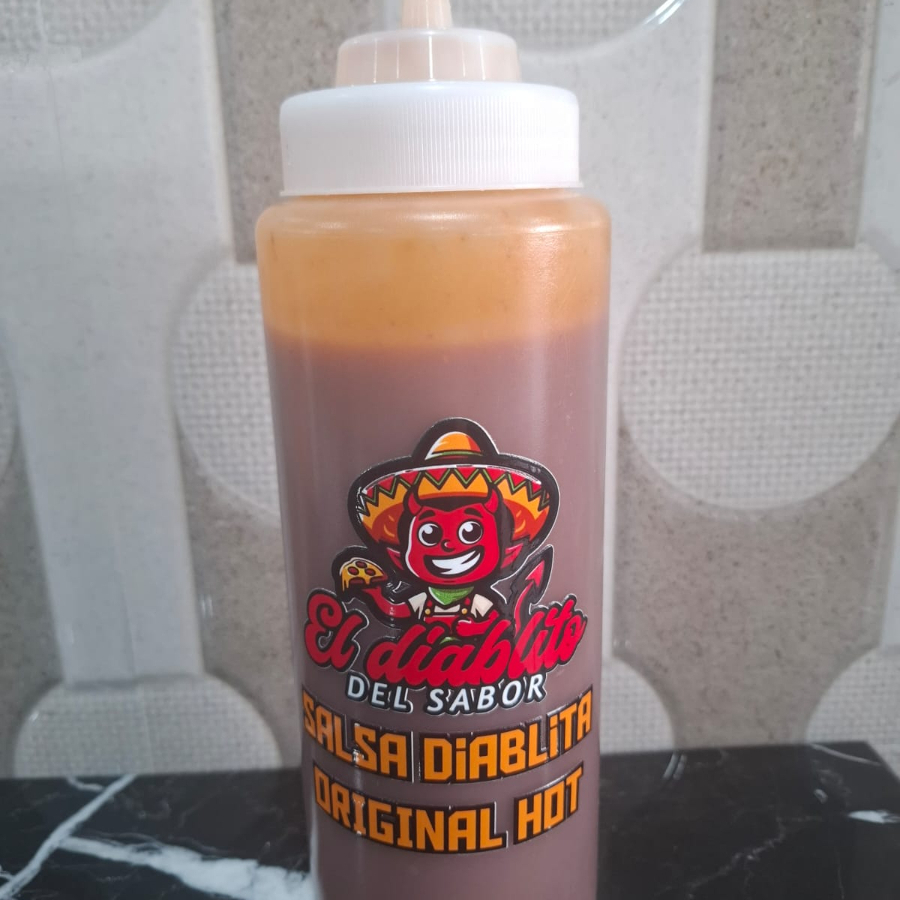 El diablito
DEL SABOR
SALSA DiABLiTA
ORIGINAL HOT